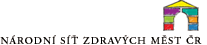 NÁRODNÍ SÍŤ ZDRAVÝCH MĚST ČR